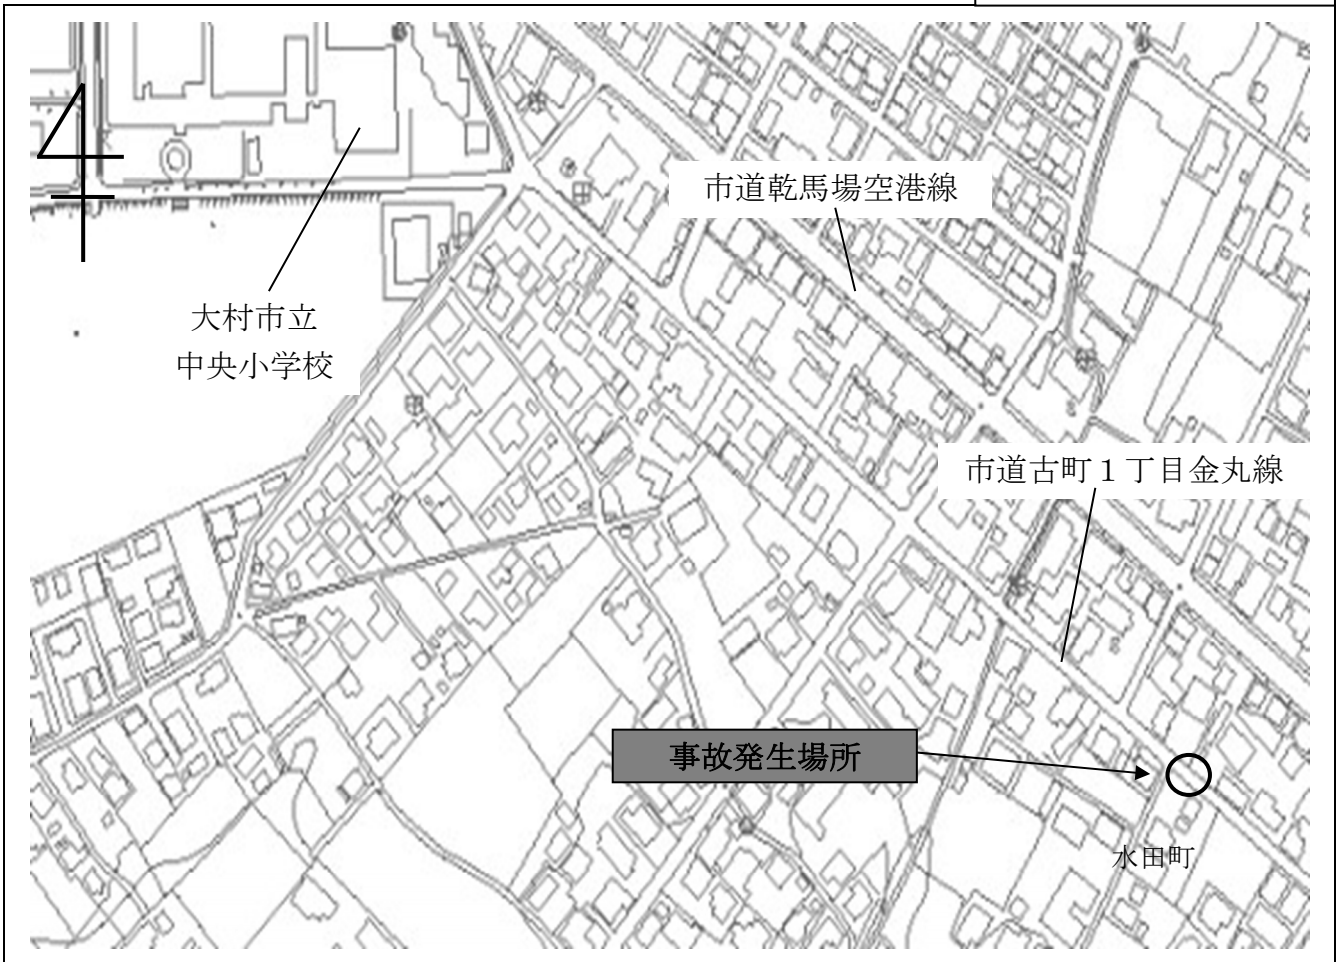 市道乾馬場空港線
大村市立
中央小学校
市道古町１丁目金丸線
事故発生場所
水田町